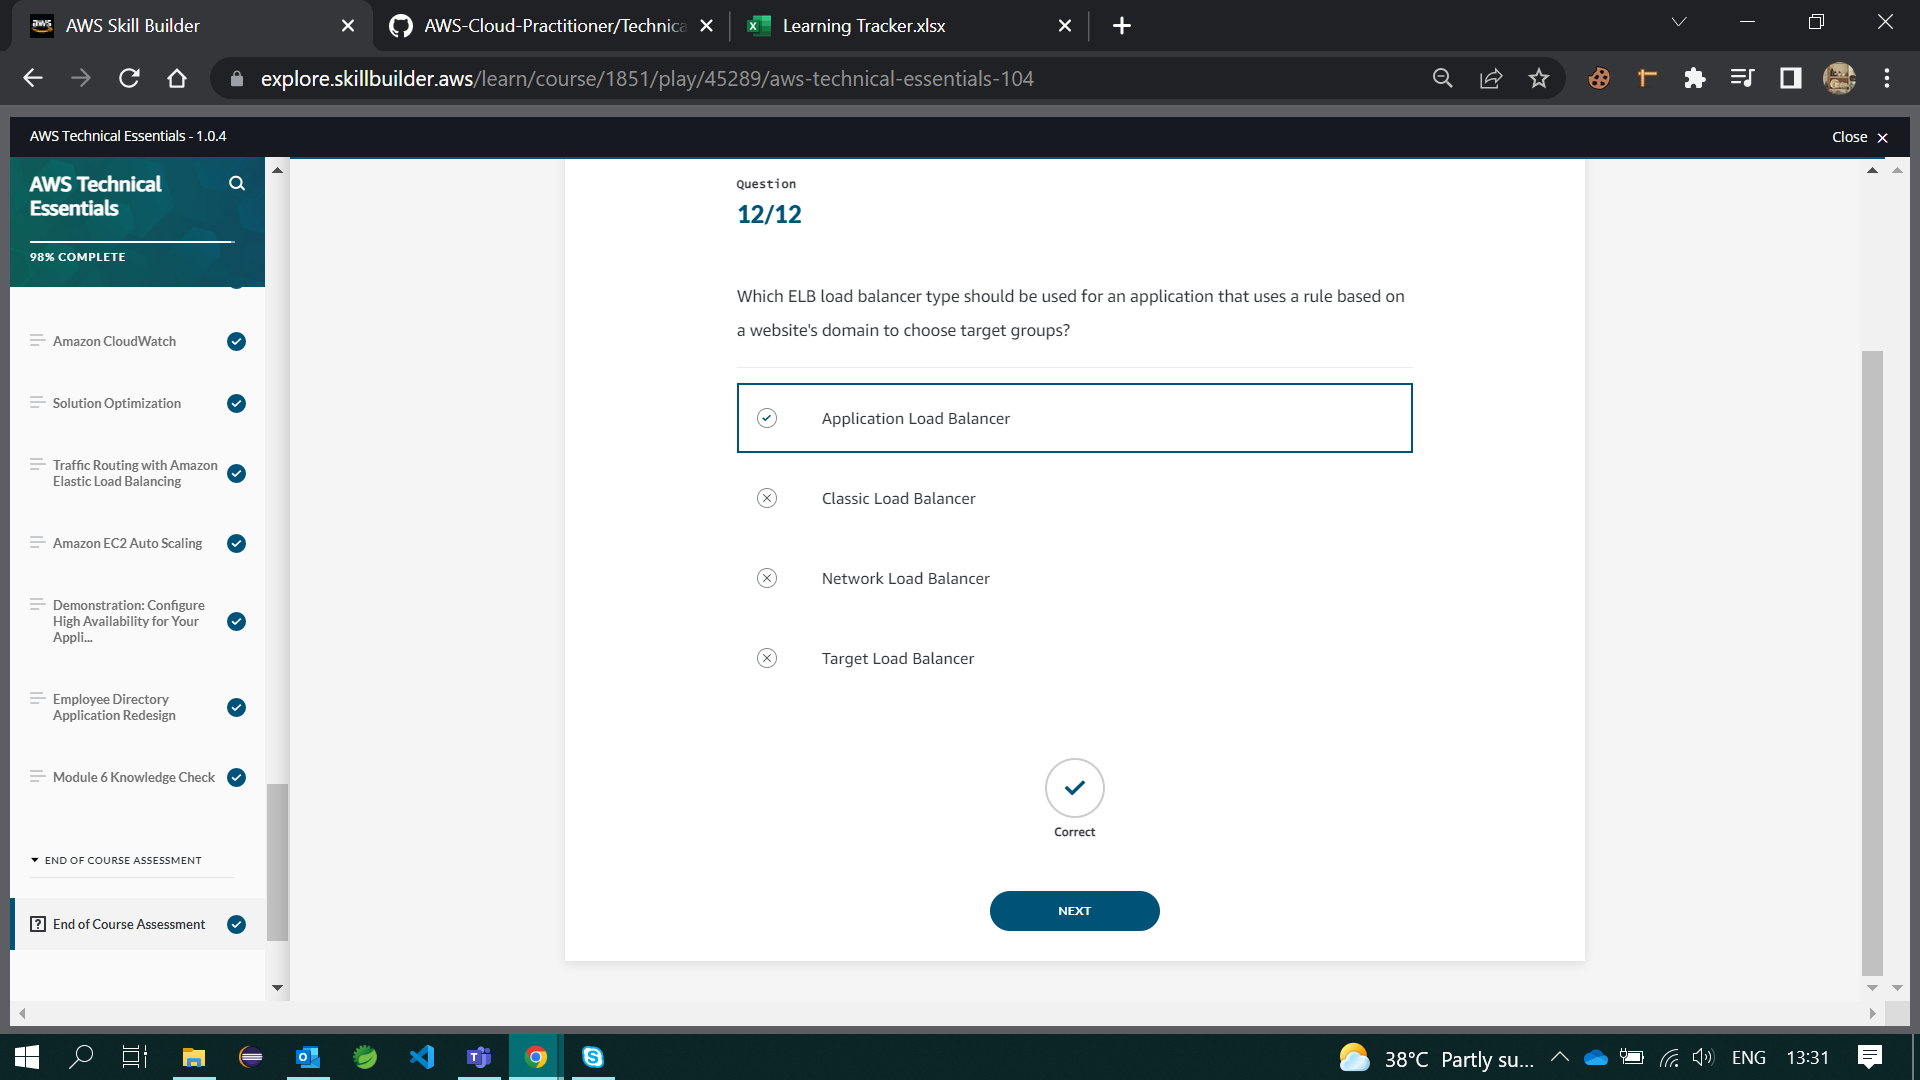 AWS Skill Builder
AWS-Cloud-Practitioner/Technica
Learning Tracker.xlsx
explore.skillbuilder.aws/learn/course/1851/play/45289/aws-technical-essentials-104
AWS Technical Essentials - 1.0.4
Close
AWS Technical
Essentials
98% COMPLETE
Amazon CloudWatch
Solution Optimization
Traffic Routing with Amazon
Elastic Load Balancing
Amazon EC2 Auto Scaling
Demonstration: Configure
High Availability for Your
Appli...
Employee Directory
Application Redesign
Module 6 Knowledge Check
END OF COURSE ASSESSMENT
End of Course Assessment
Question
12/12
Which ELB load balancer type should be used for an application that uses a rule based on
a website's domain to choose target groups?
Application Load Balancer
Classic Load Balancer
Network Load Balancer
Target Load Balancer
Correct
NEXT
38°C Partly su...
ENG
13:31